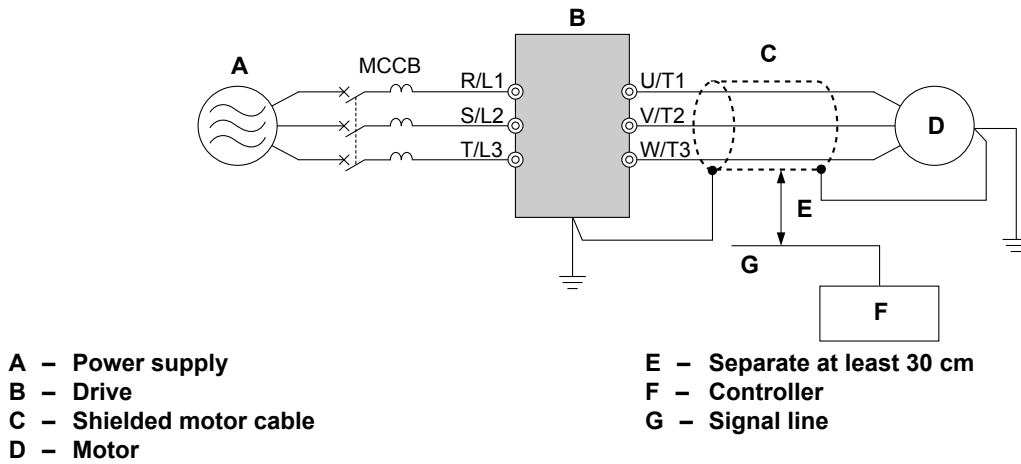 B
A
MCCB
C
R/L1
U/T1
S/L2
V/T2
D
T/L3
W/T3
E
G
F
A – Power supply
B – Drive
C – Shielded motor cable
D – Motor
E – Separate at least 30 cm
F – Controller
G – Signal line